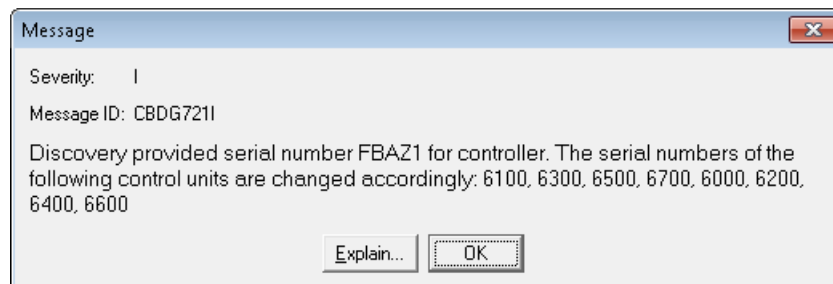 Message
Severity: I
Message ID: CBDG721I
Discovery provided serial number FBAZ1 for controller. The serial numbers of the
following control units are changed accordingly: 6100, 6300, 6500, 6700, 6000, 6200,
6400, 6600
Explain... OK